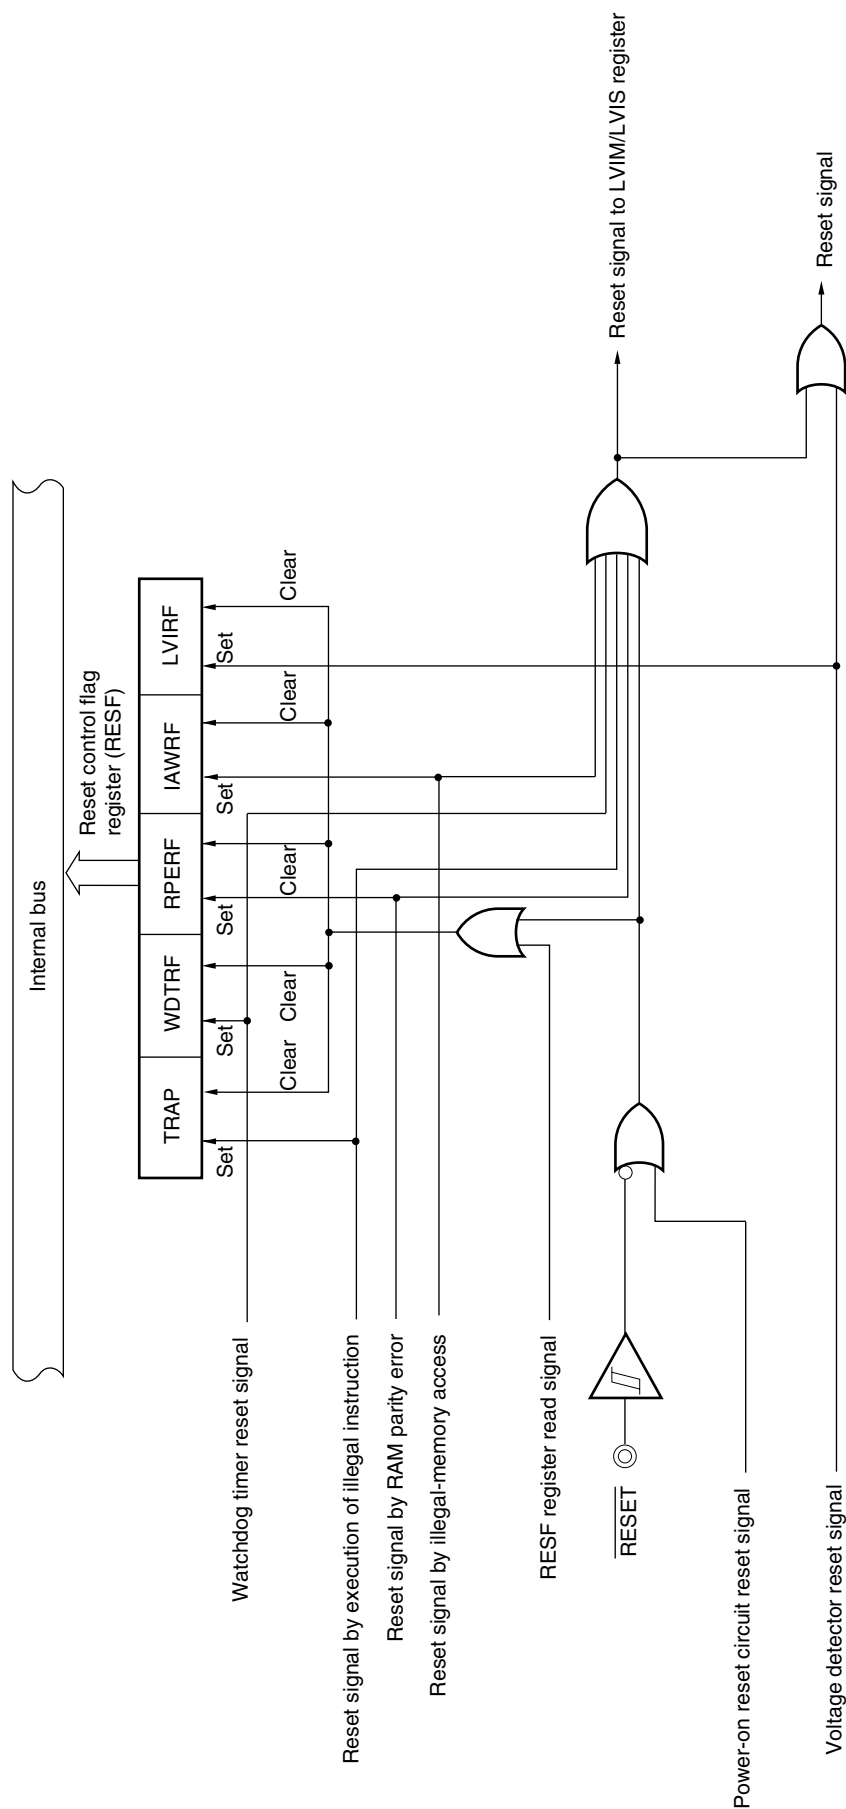 Internal bus
Reset control flag
register (RESF)
TRAP
WDTRF
RPERF
IAWRF
LVIRF
Set
Clear
Set
Clear
Set
Clear
Set
Clear
Set
Clear
Watchdog timer reset signal
Reset signal by execution of illegal instruction
Reset signal by RAM parity error
Reset signal by illegal-memory access
RESF register read signal
RESET
Reset signal to LVIM/LVIS register
Power-on reset circuit reset signal
Voltage detector reset signal
Reset signal